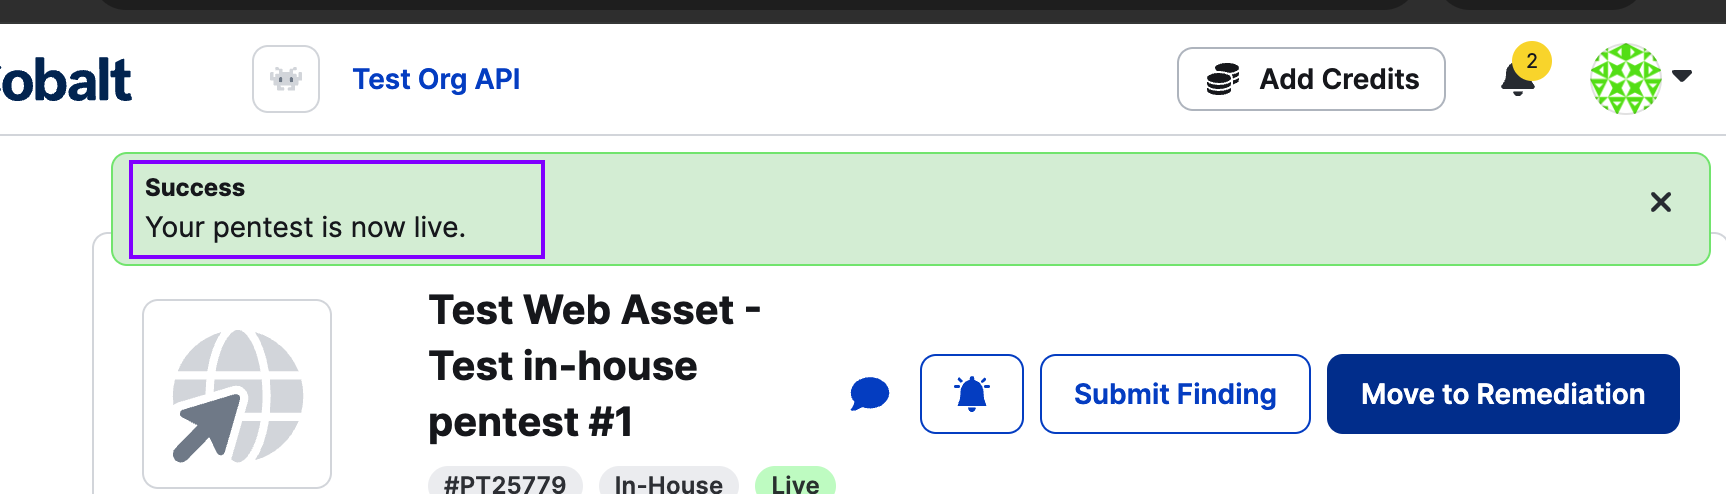 obalt
Test Org API
Add Credits
2
Success
Your pentest is now live.
Test Web Asset -
Test in-house
pentest #1
Submit Finding
Move to Remediation
#PT25779
In-House
Live